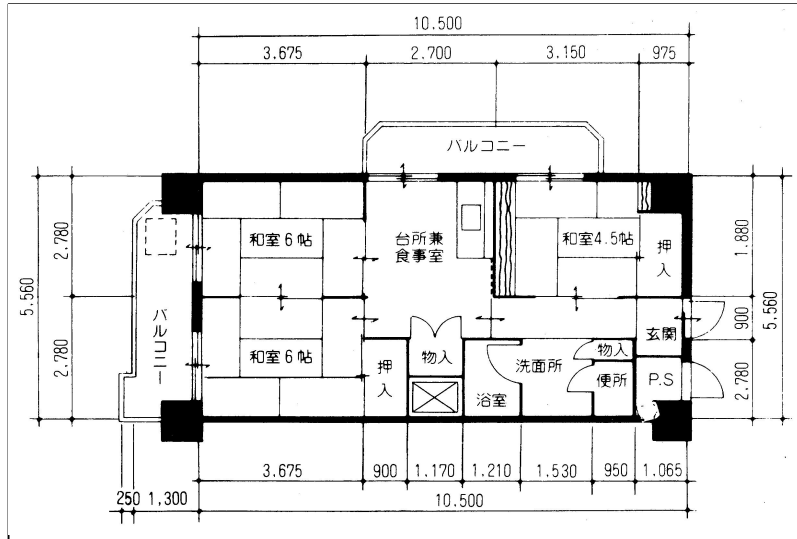 10.500
3.675
2.700
3.150
975
バルコニー
和室6帖
台所兼
食事室
和室4.5帖
押入
2.780
5.560
2.780
1.880
900
5.560
2.780
バルコニー
和室6帖
押入
物入
浴室
洗面所
物入
便所
玄関
P.S
3.675
900
1.170
1.210
1.530
950
1.065
250
1,300
10.500